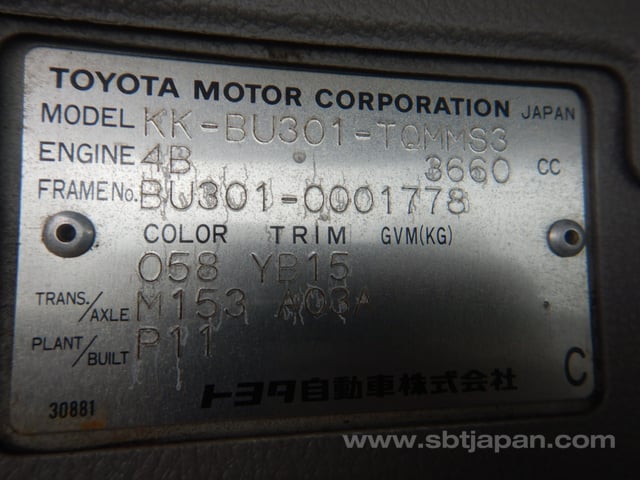 TOYOTA MOTOR CORPORATION JAPAN
MODEL KK-BU301-TQMMS3
ENGINE 4B 3660 CC
FRAME No. BU301-0001778
COLOR TRIM GVM(KG)
058 YB15
TRANS./AXLE M153 A03A
PLANT/BUILT P11
トヨタ自動車株式会社 C
30881
www.sbtjapan.com